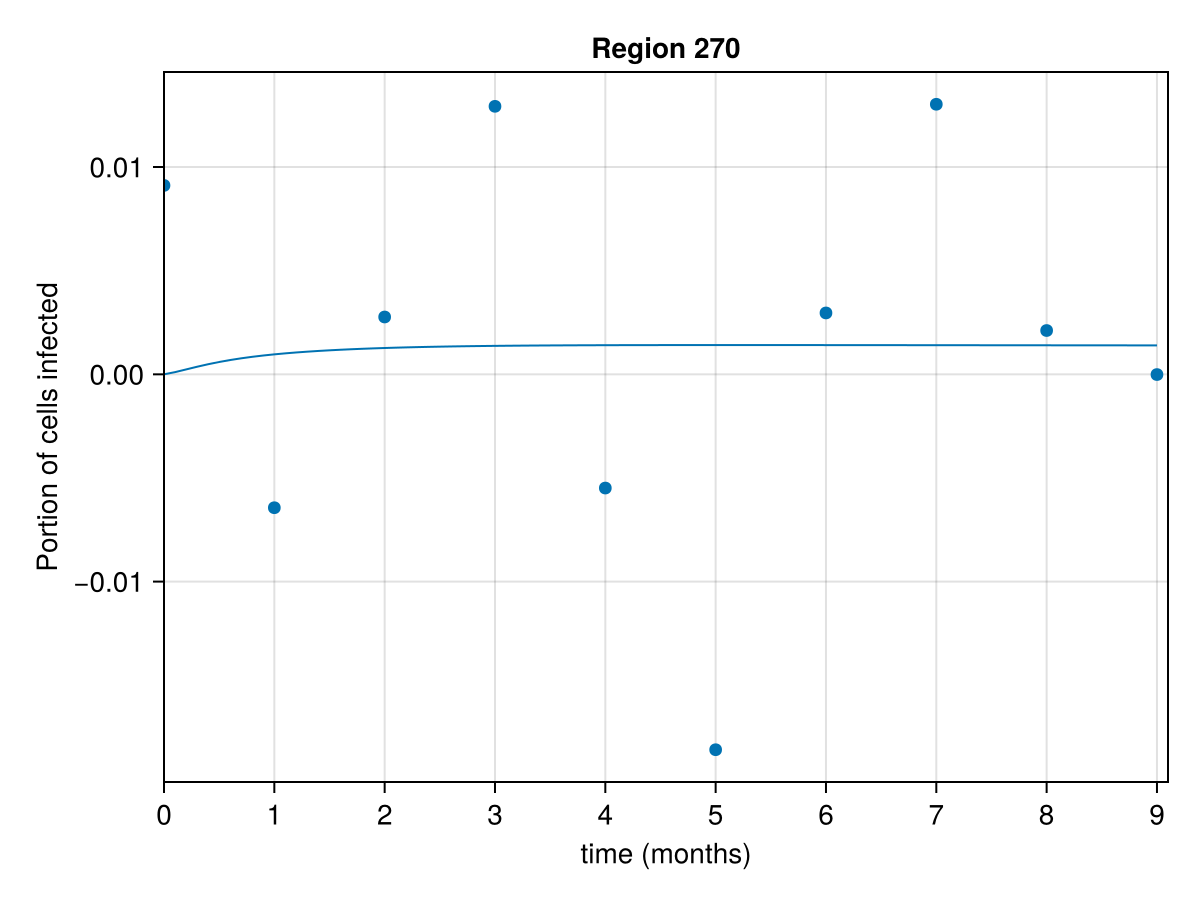 Region 270
Portion of cells infected
0.01
0.00
−0.01
0 1 2 3 4 5 6 7 8 9
time (months)